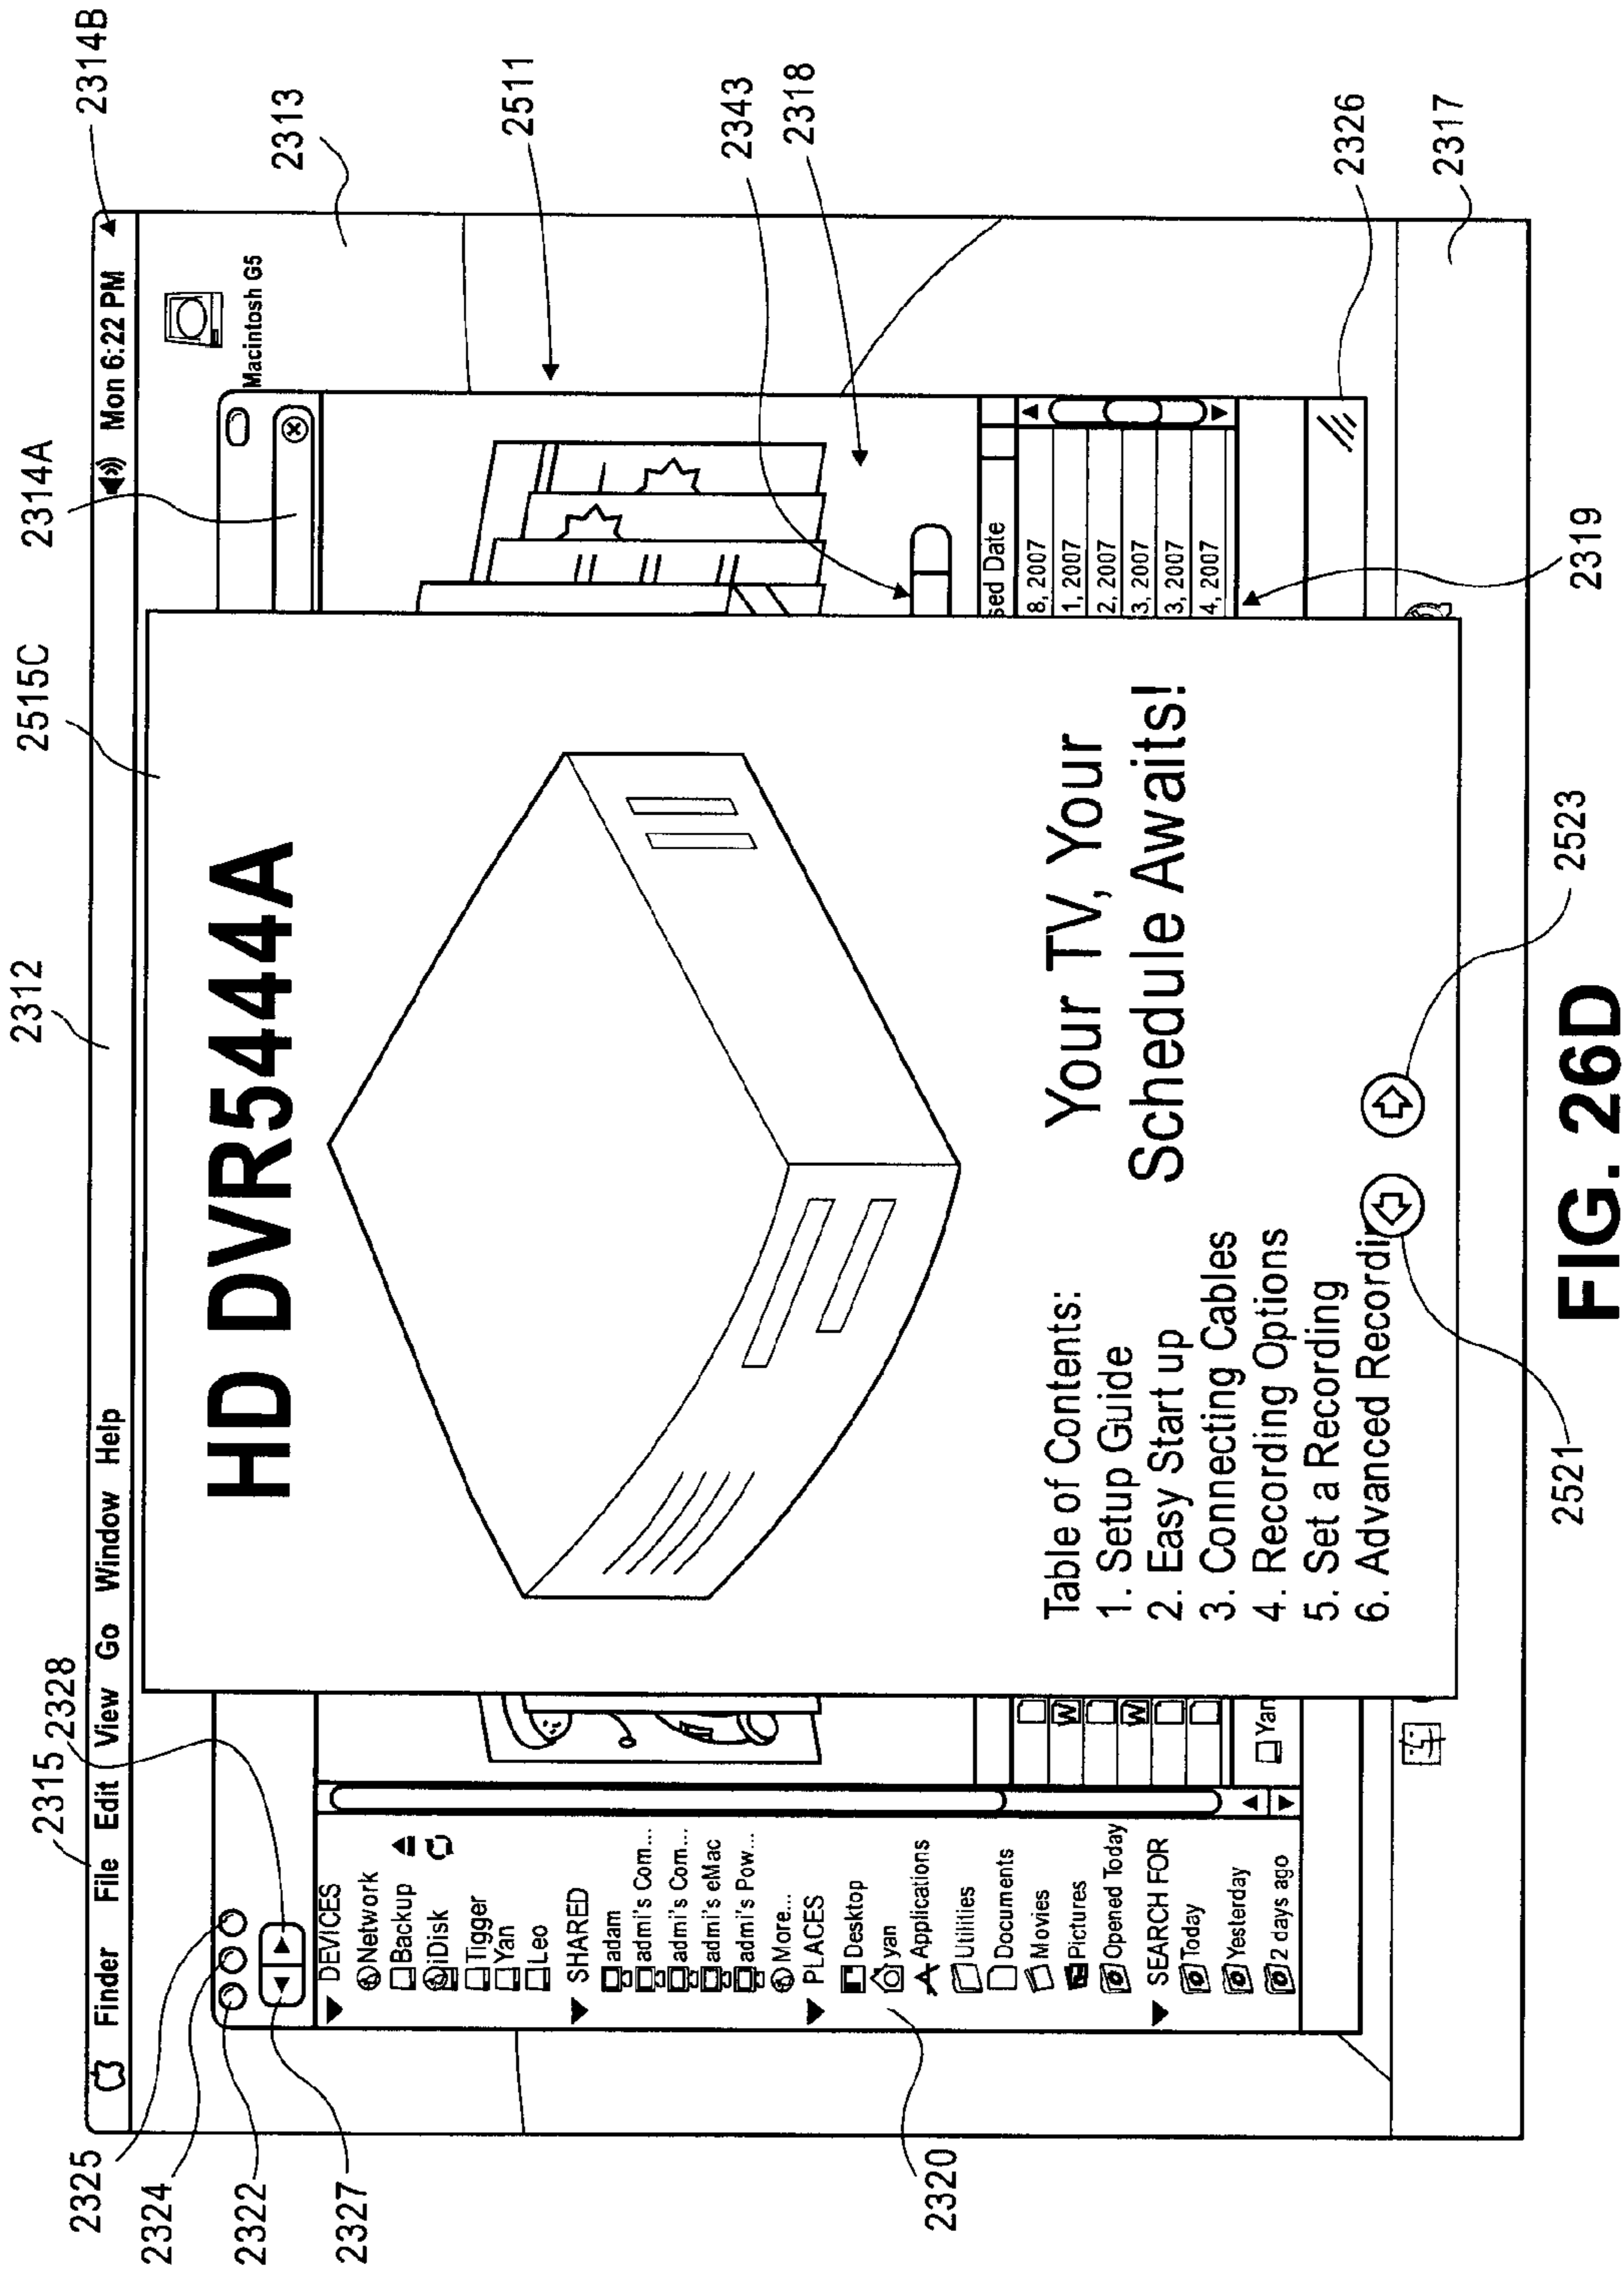 2312
2515C
2314A
2314B
2315
2328
2313
2511
2343
2318
2326
2317
2319
2523
2521
2320
2325
2324
2322
2327
Finder File Edit View Go Window Help
Mon 6:22 PM
Macintosh G5
DEVICES
Network
Backup
iDisk
Tigger
Yan
Leo
SHARED
adam
admi's Com...
admi's Com...
admi's eMac
admi's Pow...
More...
PLACES
Desktop
yan
Applications
Utilities
Documents
Movies
Pictures
Opened Today
SEARCH FOR
Today
Yesterday
2 days ago
W
W
Yan
HD DVR5444A
Table of Contents:
1. Setup Guide
2. Easy Start up
3. Connecting Cables
4. Recording Options
5. Set a Recording
6. Advanced Recordin
Your TV, Your
Schedule Awaits!
sed Date
8, 2007
1, 2007
2, 2007
3, 2007
3, 2007
4, 2007
FIG. 26D